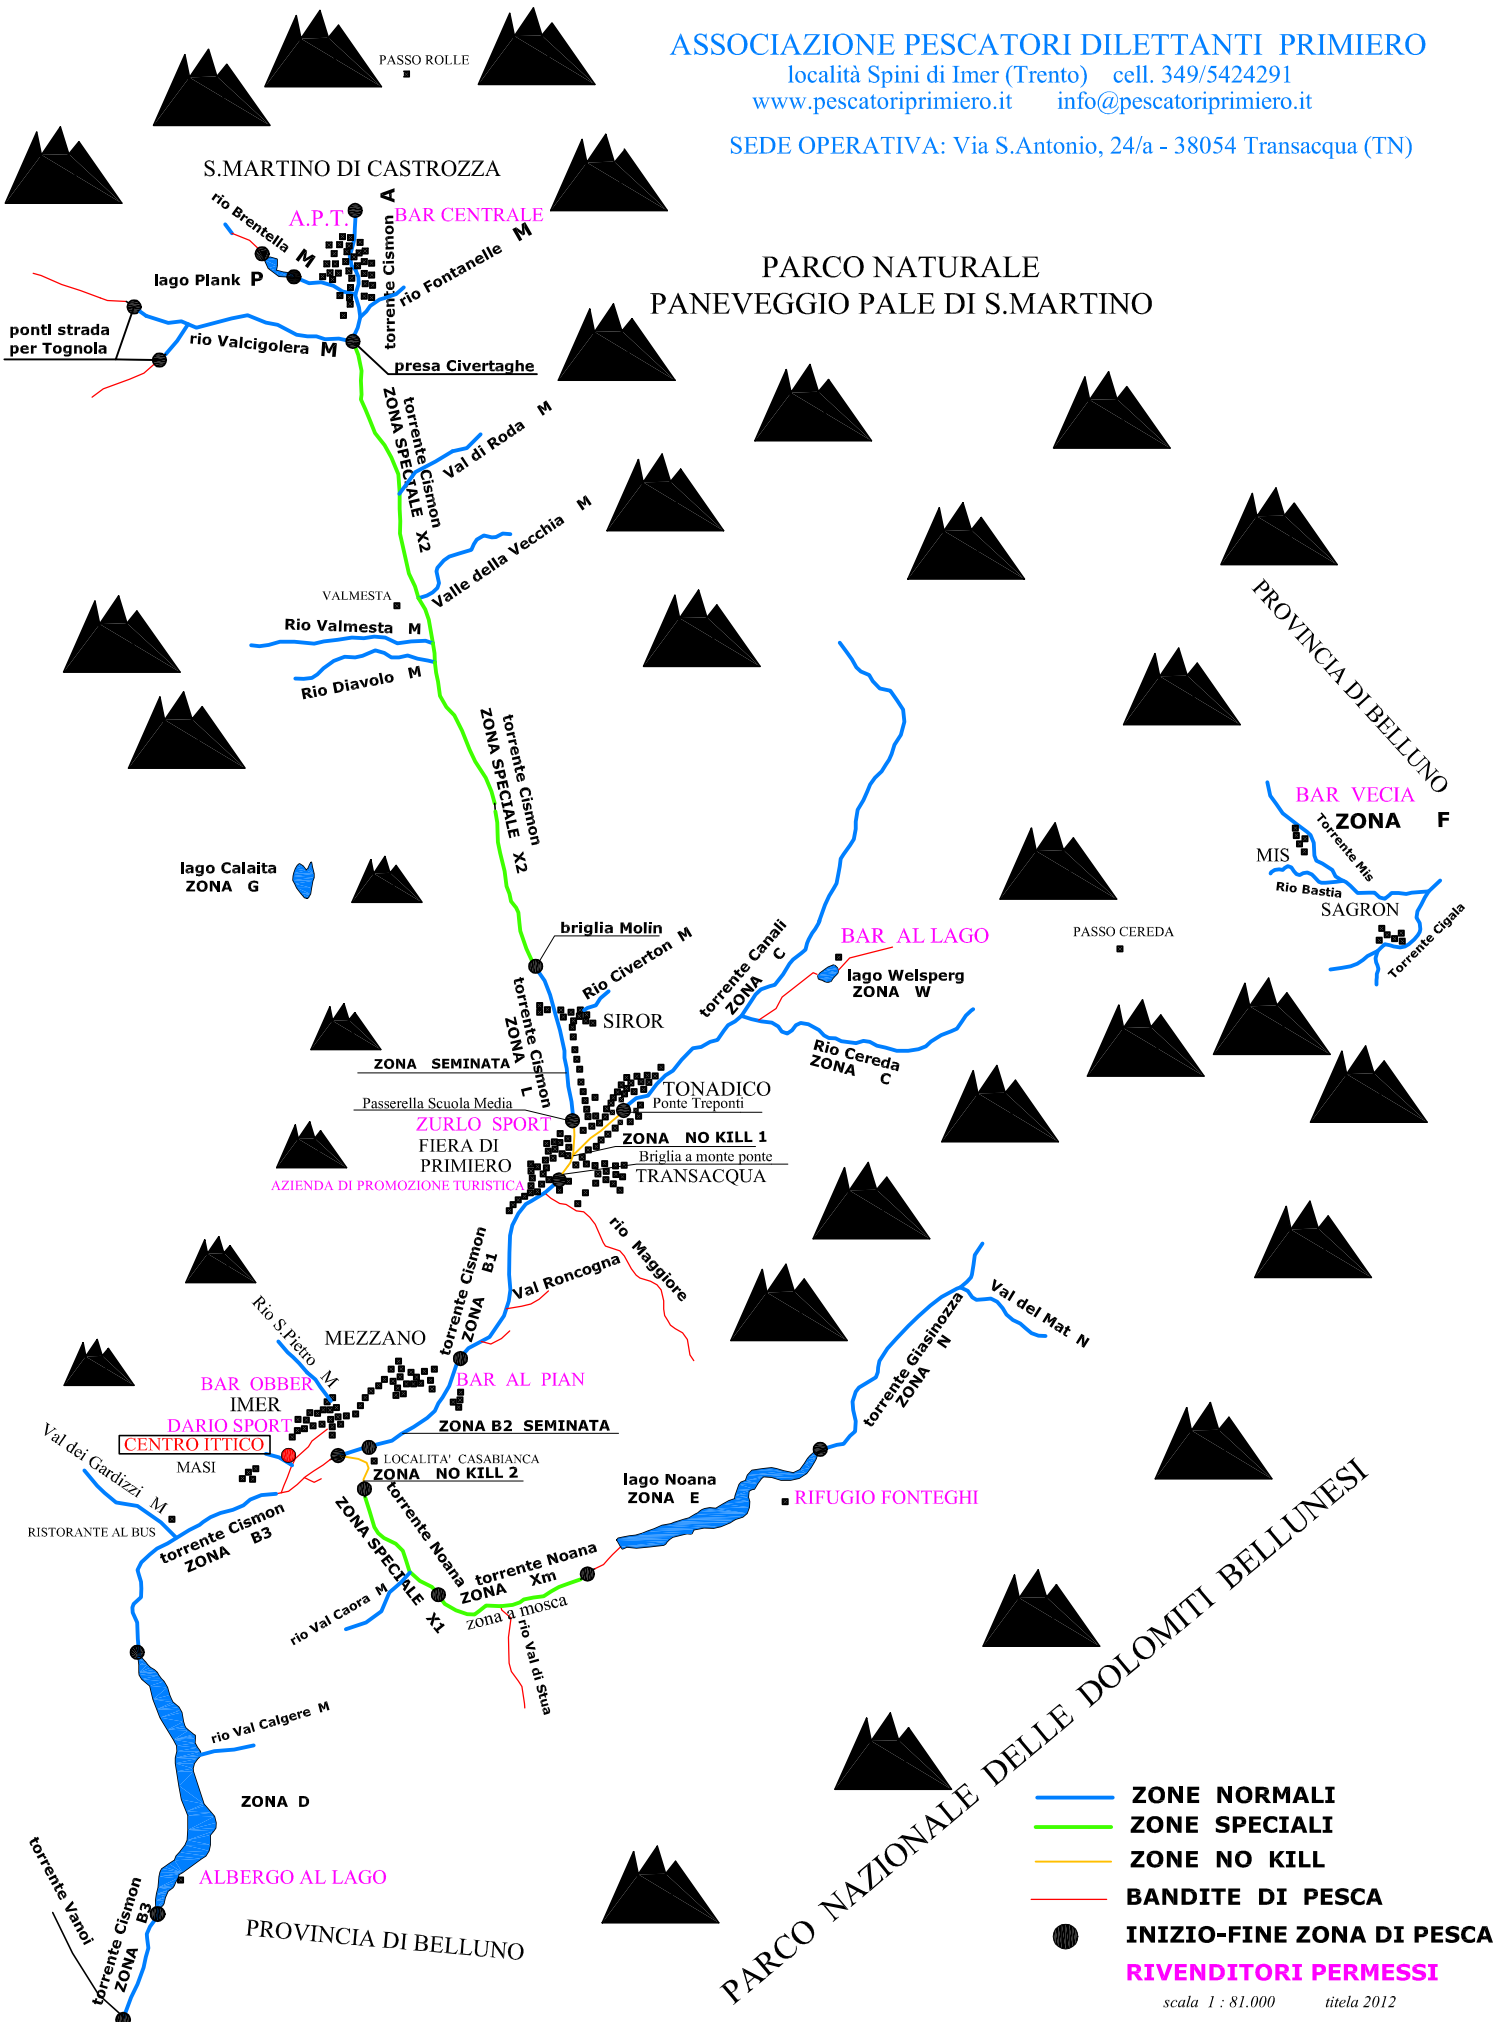 ASSOCIAZIONE PESCATORI DILETTANTI PRIMIERO
località Spini di Imer (Trento) cell. 349/5424291
www.pescatoriprimiero.it info@pescatoriprimiero.it
SEDE OPERATIVA: Via S.Antonio, 24/a - 38054 Transacqua (TN)
PASSO ROLLE
S.MARTINO DI CASTROZZA
A.P.T.
BAR CENTRALE
torrente Cismon A
rio Brentella M
rio Fontanelle M
lago Plank P
PARCO NATURALE
PANEVEGGIO PALE DI S.MARTINO
ponti strada
per Tognola
rio Valcigolera M
presa Civertaghe
torrente Cismon
ZONA SPECIALE X2
Val di Roda M
Valle della Vecchia M
VALMESTA
Rio Valmesta M
Rio Diavolo M
PROVINCIA DI BELLUNO
torrente Cismon
ZONA SPECIALE X2
BAR VECIA
ZONA F
MIS
Torrente Mis
Rio Bastia
SAGRON
Torrente Cigala
lago Calaita
ZONA G
briglia Molin
Rio Civerton M
torrente Canali
ZONA C
BAR AL LAGO
lago Welsperg
ZONA W
PASSO CEREDA
torrente Cismon
ZONA L
SIROR
Rio Cereda
ZONA C
ZONA SEMINATA
TONADICO
Passerella Scuola Media
Ponte Treponti
ZURLO SPORT
ZONA NO KILL 1
FIERA DI
PRIMIERO
Briglia a monte ponte
TRANSACQUA
AZIENDA DI PROMOZIONE TURISTICA
rio Maggiore
torrente Cismon
ZONA B1
Val Roncogna
Val del Mat N
torrente Giasinozza
ZONA N
Rio S.Pietro M
MEZZANO
BAR OBBER
IMER
DARIO SPORT
BAR AL PIAN
CENTRO ITTICO
ZONA B2 SEMINATA
MASI
LOCALITA' CASABIANCA
ZONA NO KILL 2
Val dei Gardizzi M
RISTORANTE AL BUS
torrente Cismon
ZONA B3
lago Noana
ZONA E
RIFUGIO FONTEGHI
torrente Noana
ZONA SPECIALE X1
torrente Noana
ZONA Xm
zona a mosca
rio Val Caora M
rio Val di Stua
rio Val Calgere M
ZONA D
ALBERGO AL LAGO
torrente Vanoi
torrente Cismon
ZONA B3
PROVINCIA DI BELLUNO
PARCO NAZIONALE DELLE DOLOMITI BELLUNESI
ZONE NORMALI
ZONE SPECIALI
ZONE NO KILL
BANDITE DI PESCA
INIZIO-FINE ZONA DI PESCA
RIVENDITORI PERMESSI
scala 1 : 81.000 titela 2012